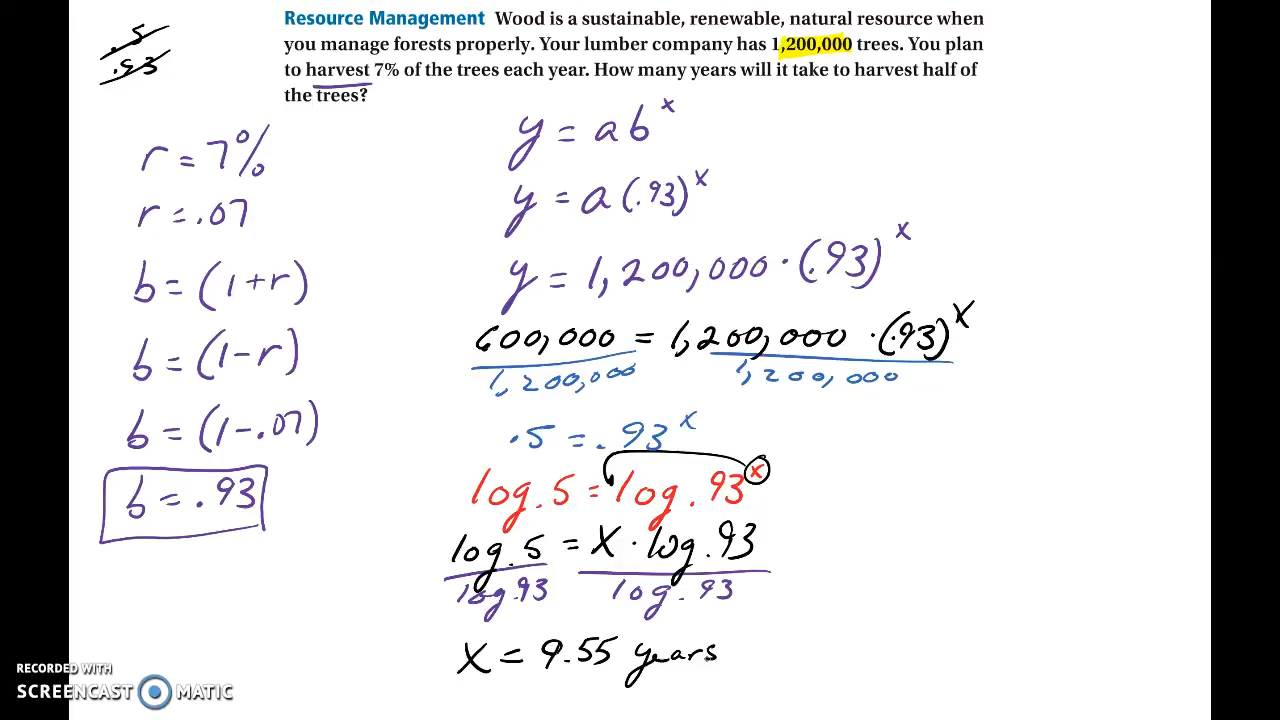 .5
.93
Resource Management Wood is a sustainable, renewable, natural resource when
you manage forests properly. Your lumber company has 1,200,000 trees. You plan
to harvest 7% of the trees each year. How many years will it take to harvest half of
the trees?
r = 7%
r = .07
b = (1+r)
b = (1-r)
b = (1-.07)
b = .93
y = ab^x
y = a(.93)^x
y = 1,200,000 · (.93)^x
600,000 = 1,200,000 · (.93)^x
1,200,000 1,200,000
.5 = .93^x
log .5 = log .93^x
log .5 = x · log .93
log .93 log .93
x = 9.55 years
RECORDED WITH
SCREENCAST MATIC